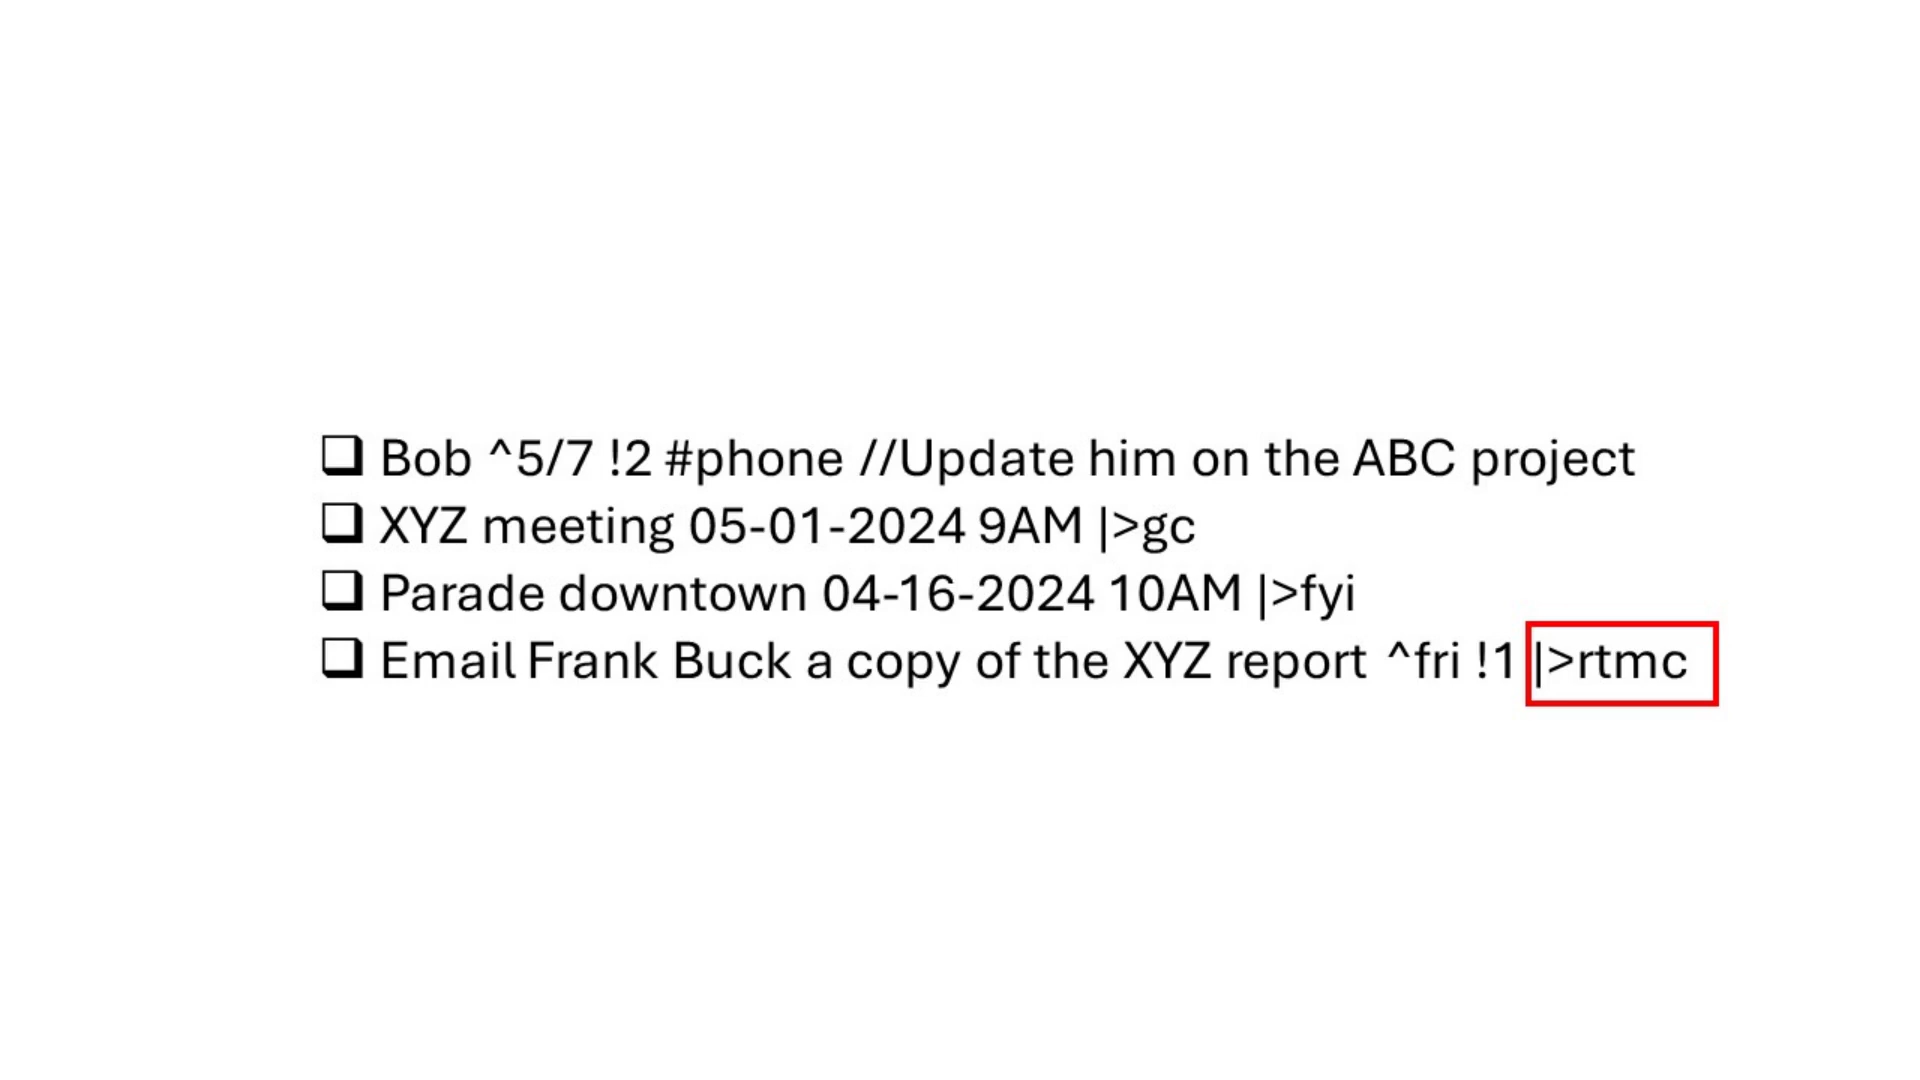 ❑ Bob ^5/7 !2 #phone //Update him on the ABC project
❑ XYZ meeting 05-01-2024 9AM |>gc
❑ Parade downtown 04-16-2024 10AM |>fyi
❑ Email Frank Buck a copy of the XYZ report ^fri !1 |>rtmc